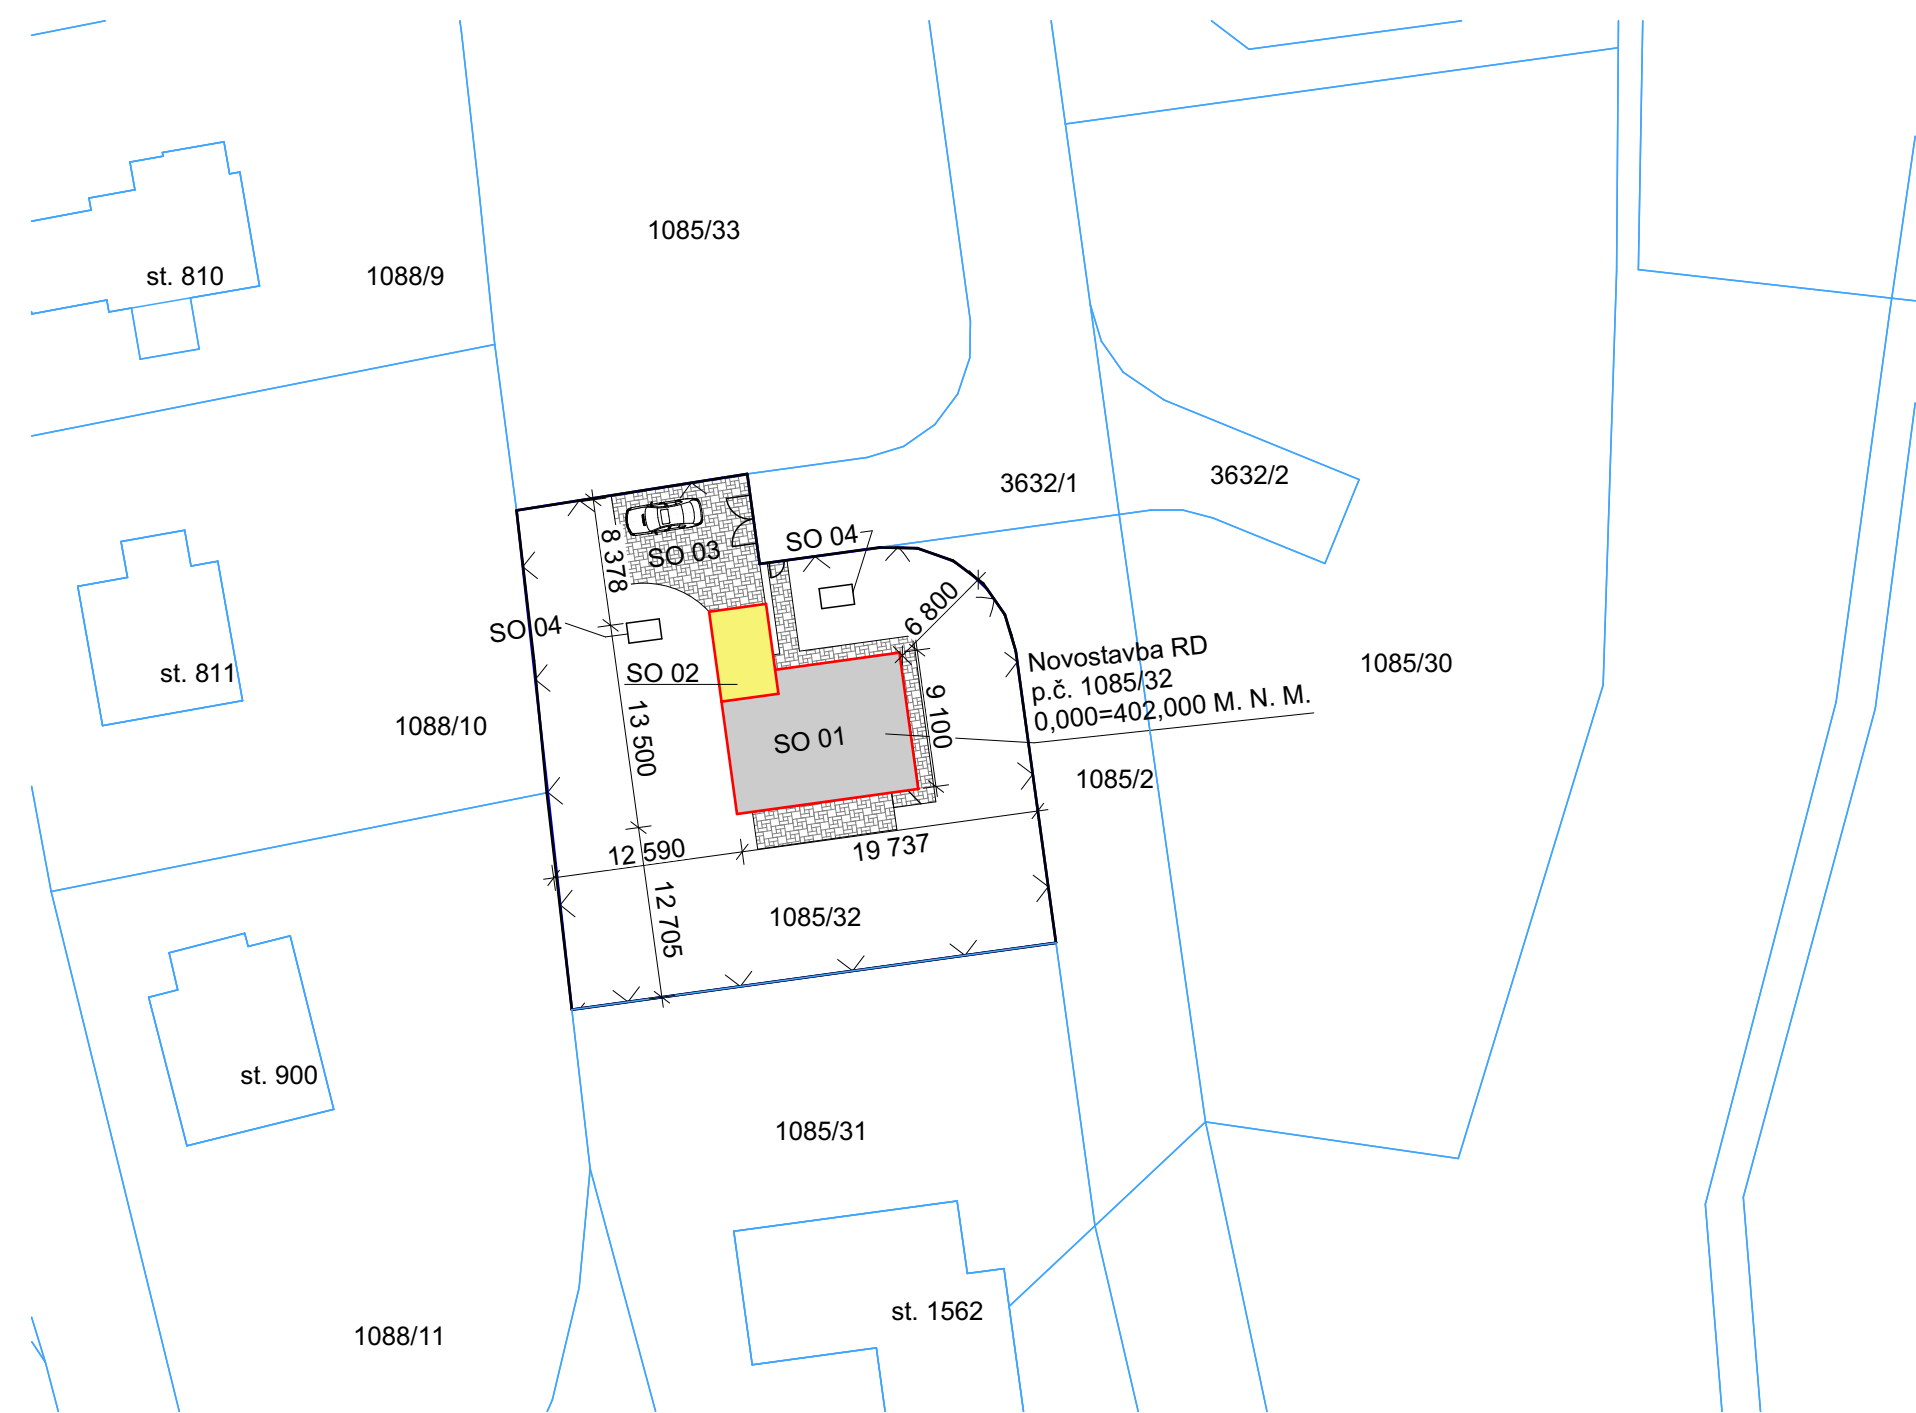 1085/33
st. 810
1088/9
3632/1
3632/2
SO 04
SO 03
8 378
6 800
SO 04
Novostavba RD
p.č. 1085/32
0,000=402,000 M. N. M.
1085/30
st. 811
SO 02
1088/10
13 500
SO 01
9 100
1085/2
12 590
19 737
12 705
1085/32
st. 900
1085/31
st. 1562
1088/11